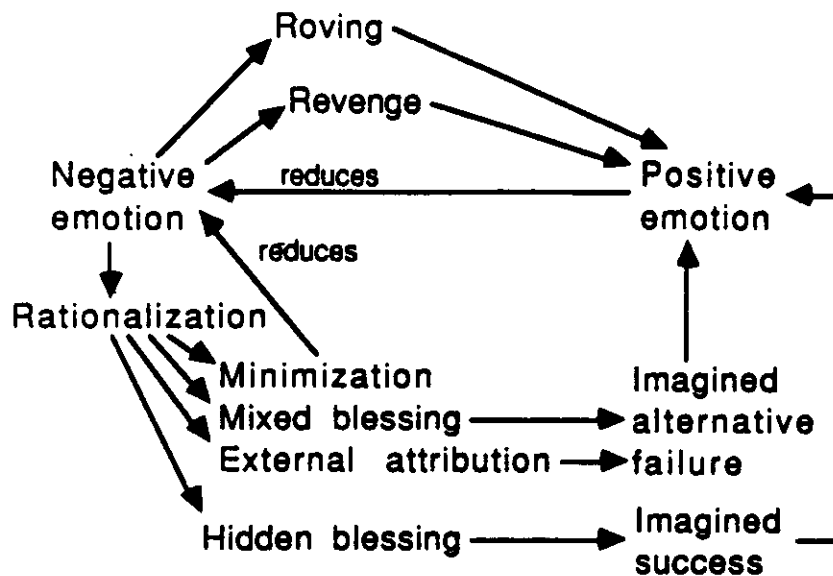 Roving
Revenge
Negative
emotion
reduces
Positive
emotion
reduces
Rationalization
Minimization
Mixed blessing
External attribution
Imagined
alternative
failure
Hidden blessing
Imagined
success